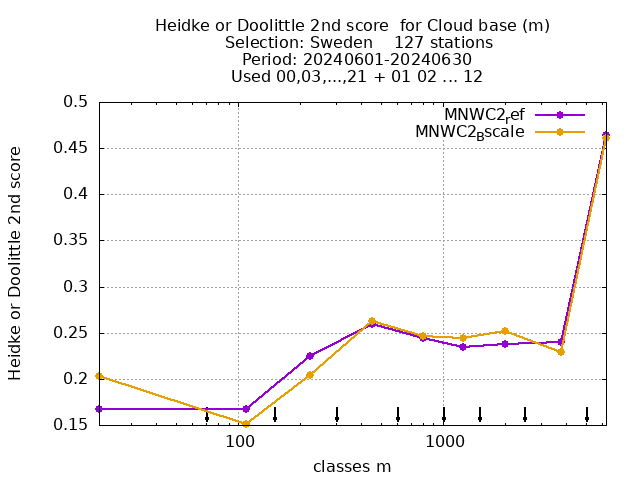 Heidke or Doolittle 2nd score  for Cloud base (m)
Selection: Sweden    127 stations
Period: 20240601-20240630
Used 00,03,...,21 + 01 02 ... 12
MNWC2ref
MNWC2Bscale
0.5
0.45
0.4
0.35
0.3
0.25
0.2
0.15
Heidke or Doolittle 2nd score
100
1000
classes m